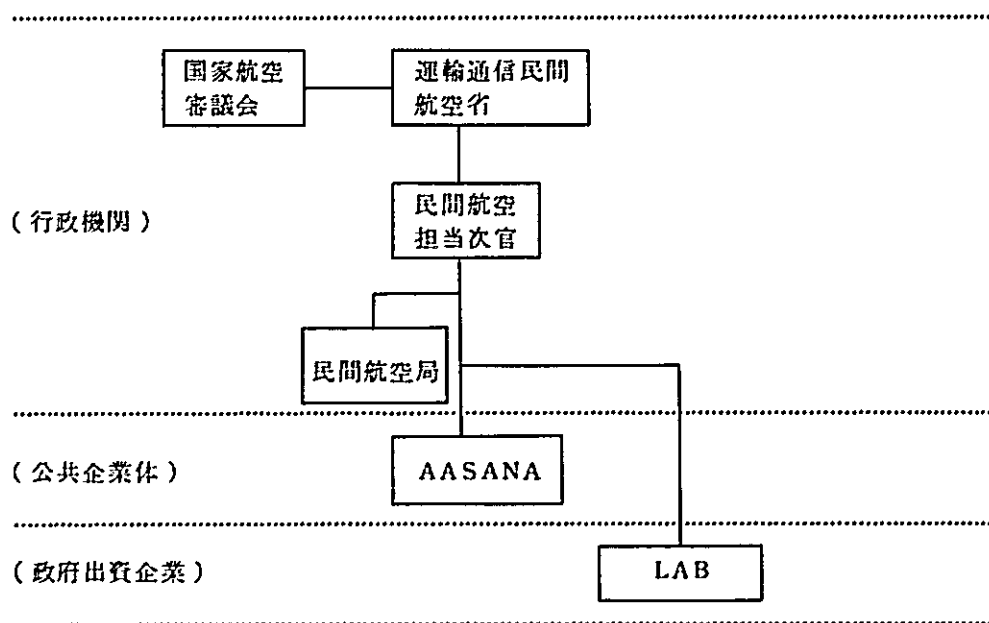 国家航空
審議会
運輸通信民間
航空省
(行政機関)
民間航空
担当次官
民間航空局
(公共企業体)
AASANA
(政府出資企業)
LAB